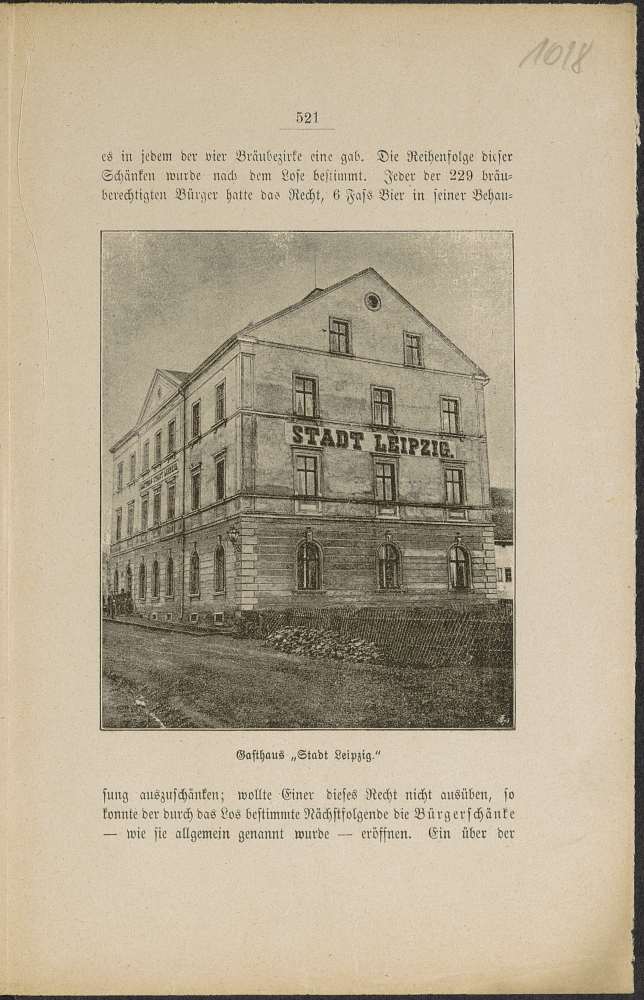 1018
521
es in jedem der vier Bräubezirke eine gab. Die Reihenfolge dieser
Schänken wurde nach dem Lose bestimmt. Jeder der 229 bräu-
berechtigten Bürger hatte das Recht, 6 Fass Bier in seiner Behau-
STADT LEIPZIG.
Gasthaus „Stadt Leipzig.“
sung auszuschänken; wollte Einer dieses Recht nicht ausüben, so
konnte der durch das Los bestimmte Nächstfolgende die Bürgerschänke
— wie sie allgemein genannt wurde — eröffnen. Ein über der